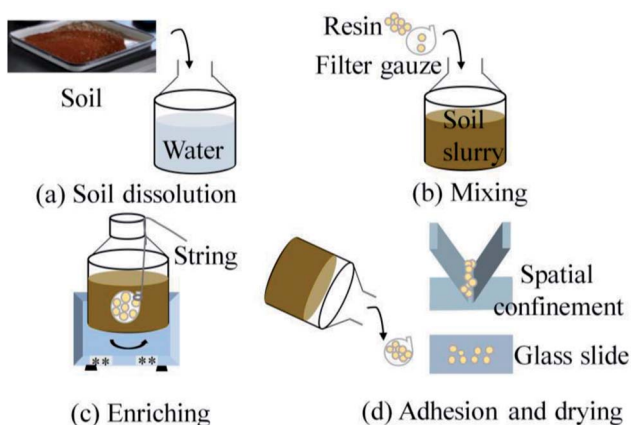 Resin
Filter gauze
Soil
Water
Soil
slurry
(a) Soil dissolution
(b) Mixing
String
Spatial
confinement
** **
Glass slide
(c) Enriching
(d) Adhesion and drying